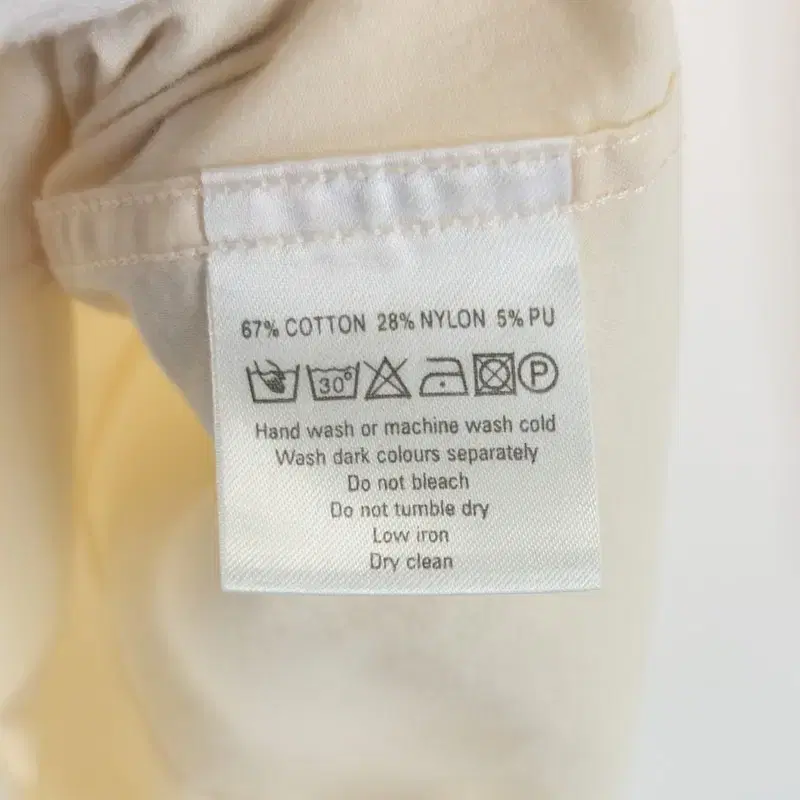 67% COTTON 28% NYLON 5% PU
30° P
Hand wash or machine wash cold
Wash dark colours separately
Do not bleach
Do not tumble dry
Low iron
Dry clean